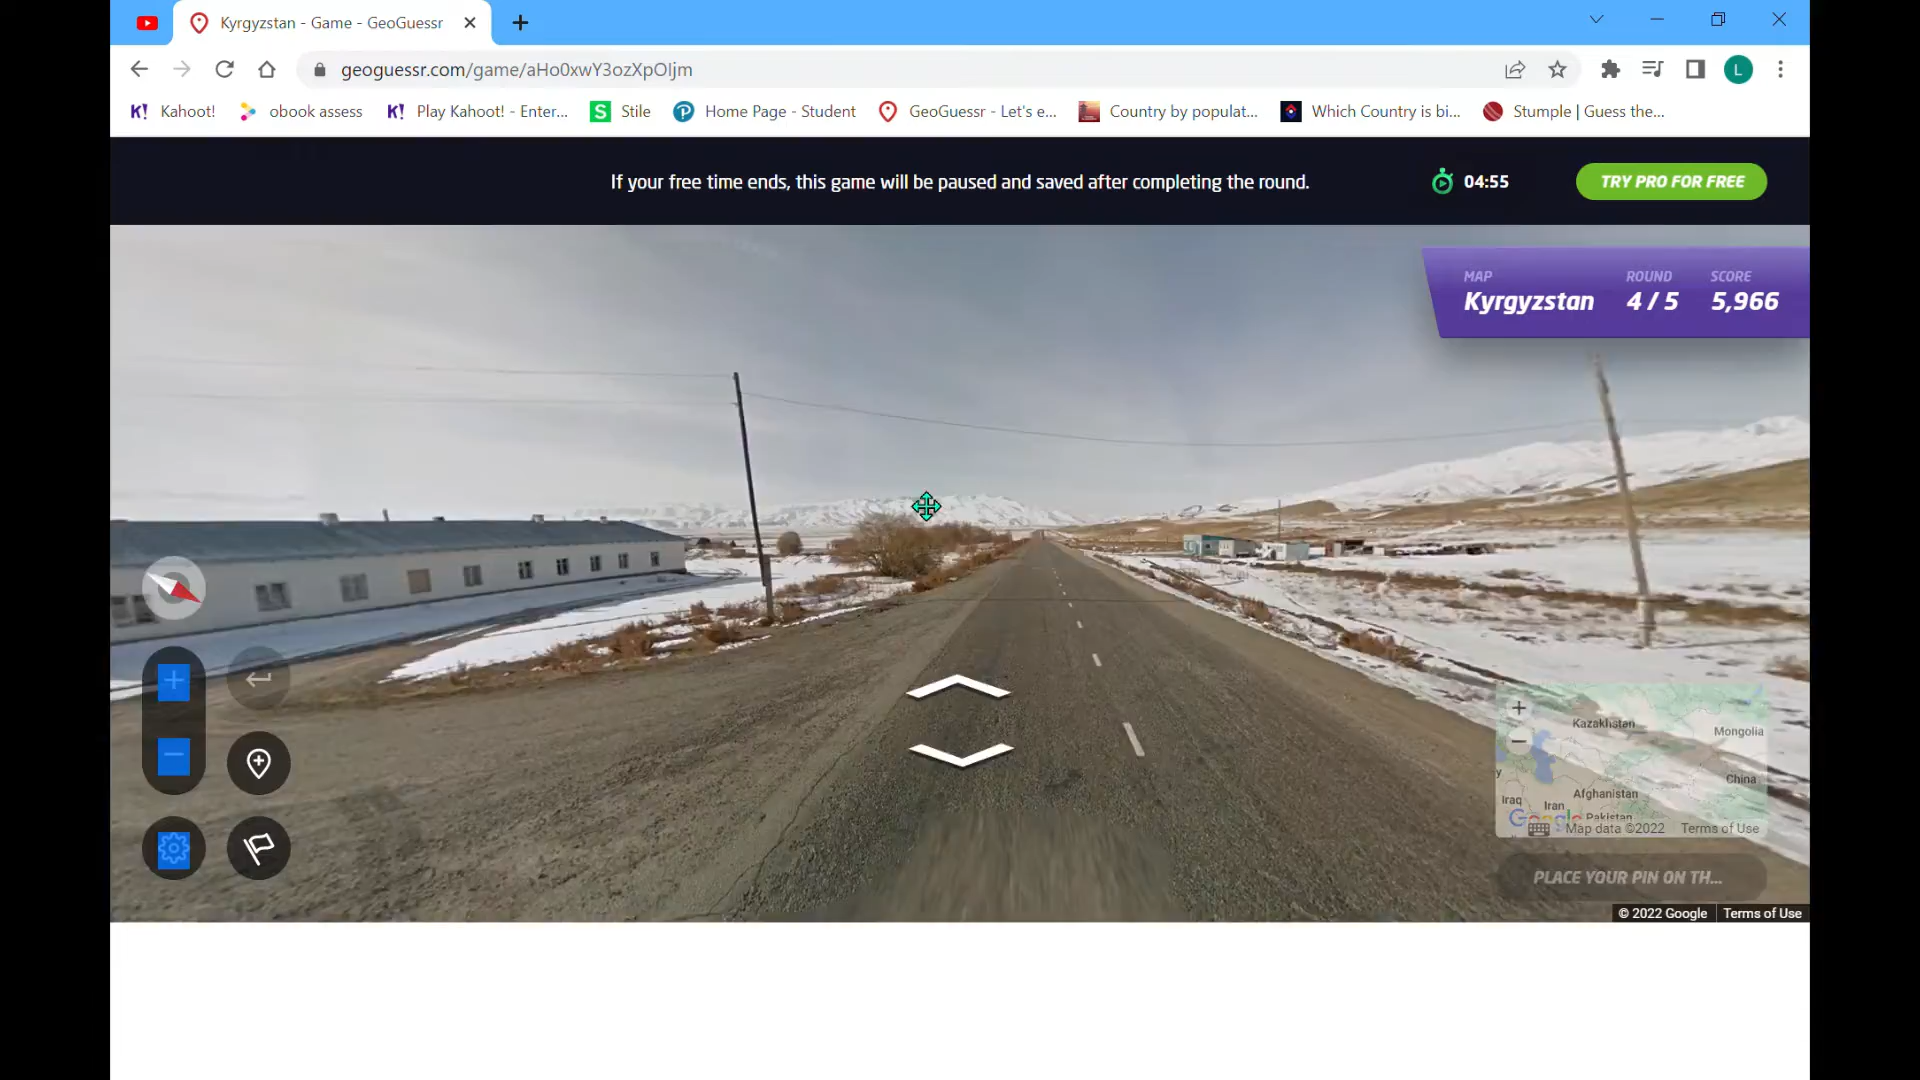 Kyrgyzstan - Game - GeoGuessr
geoguessr.com/game/aHo0xwY3ozXpOljm
L
K! Kahoot!
obook assess
K! Play Kahoot! - Enter...
S Stile
P Home Page - Student
GeoGuessr - Let's e...
Country by populat...
Which Country is bi...
Stumple | Guess the...
If your free time ends, this game will be paused and saved after completing the round.
04:55
TRY PRO FOR FREE
MAP ROUND SCORE
Kyrgyzstan 4 / 5 5,966
Kazakhstan
Mongolia
China
Afghanistan
Iraq
Iran
Pakistan
Google
Map data ©2022 Terms of Use
PLACE YOUR PIN ON TH...
© 2022 Google Terms of Use